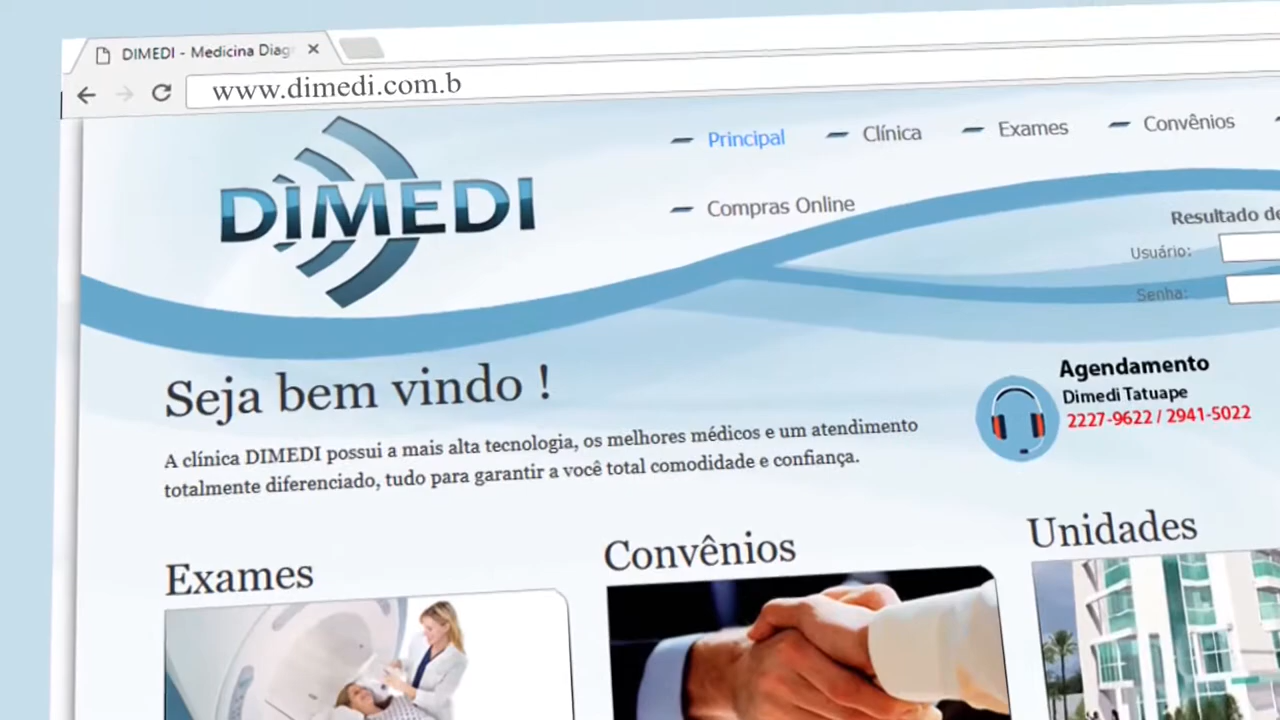 DIMEDI - Medicina Diag
www.dimedi.com.b
DIMEDI
Principal
Clínica
Exames
Convênios
Compras Online
Resultado de
Usuário:
Senha:
Seja bem vindo !
A clínica DIMEDI possui a mais alta tecnologia, os melhores médicos e um atendimento
totalmente diferenciado, tudo para garantir a você total comodidade e confiança.
Agendamento
Dimedi Tatuape
2227-9622 / 2941-5022
Exames
Convênios
Unidades